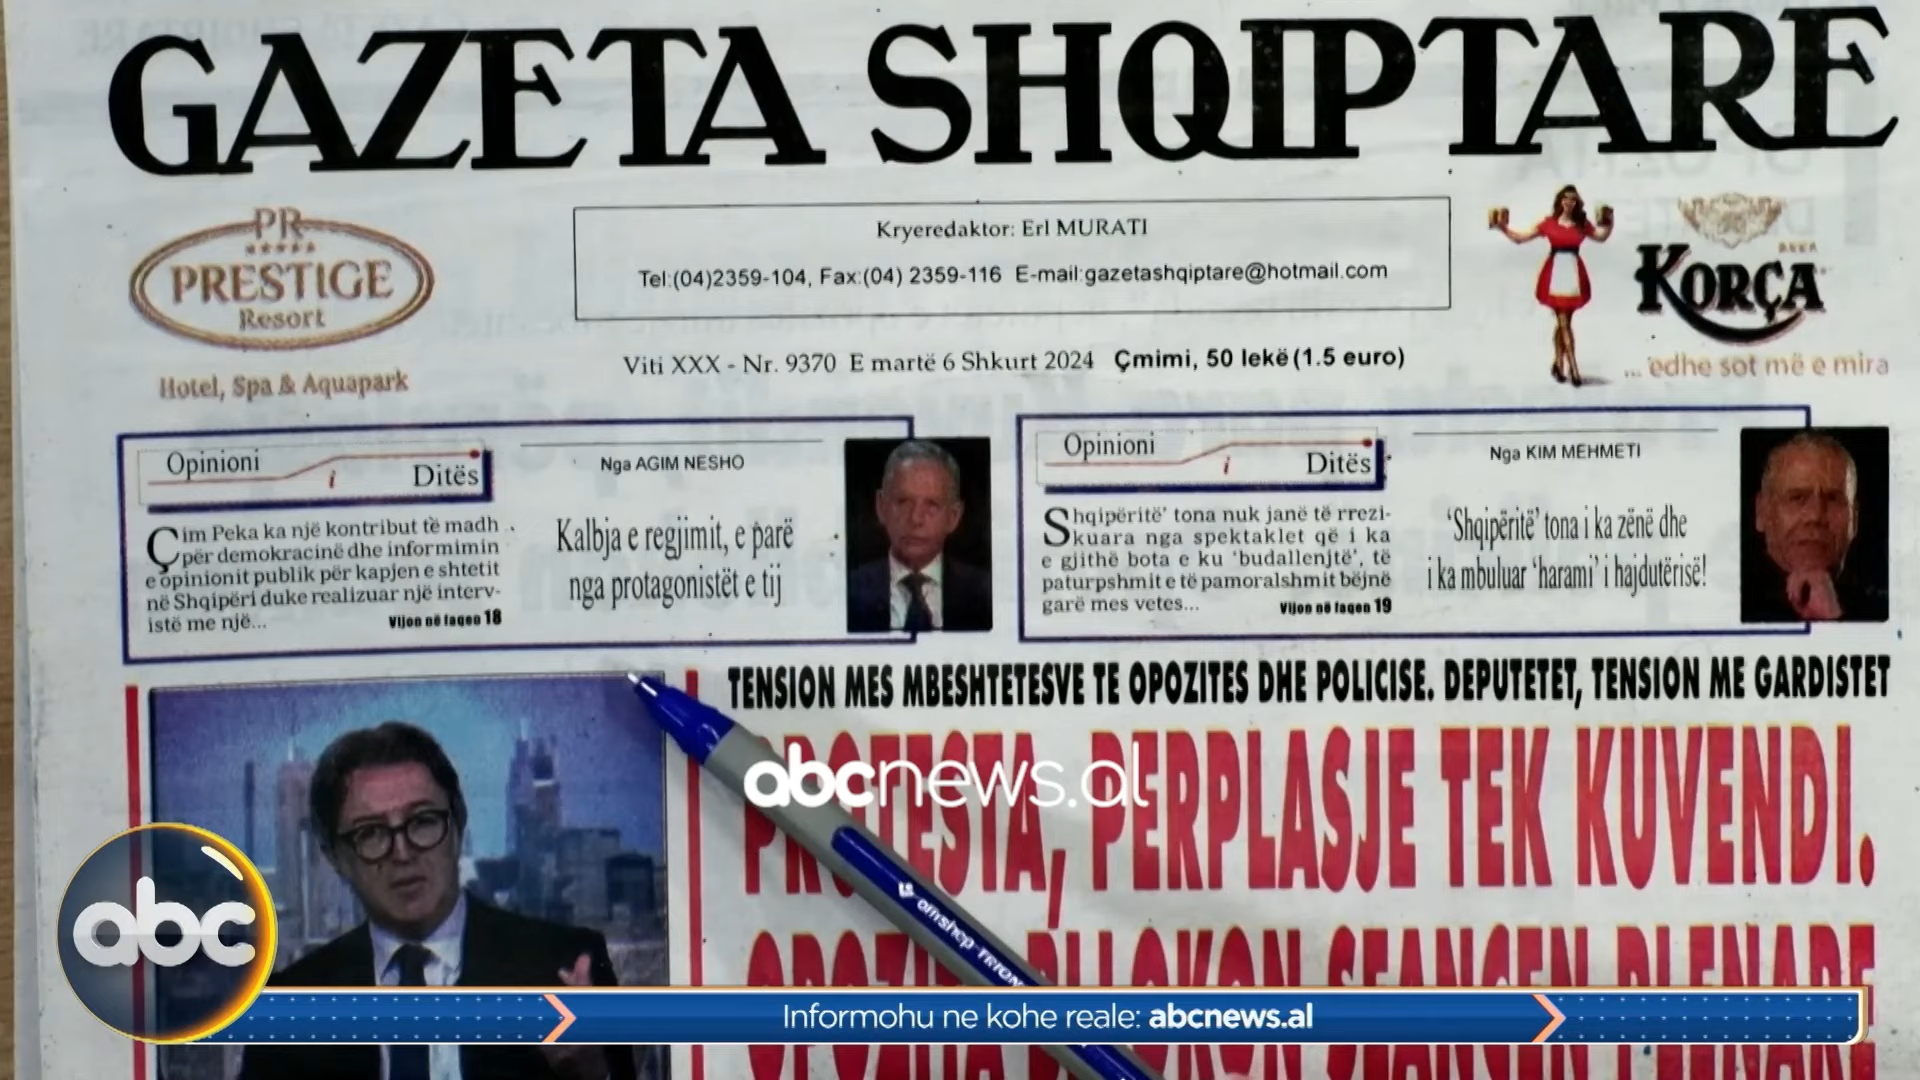 GAZETA SHQIPTARE
PR
PRESTIGE
Resort
Hotel, Spa & Aquapark
Kryeredaktor: Erl MURATI
Tel:(04)2359-104, Fax:(04) 2359-116 E-mail:gazetashqiptare@hotmail.com
Viti XXX - Nr. 9370 E martë 6 Shkurt 2024 Çmimi, 50 lekë (1.5 euro)
BEER
KORÇA
... edhe sot më e mira
Opinioni
i
Ditës
Çim Peka ka një kontribut të madh
për demokracinë dhe informimin
e opinionit publik për kapjen e shtetit
në Shqipëri duke realizuar një interv-
istë me një...
Vijon në faqen 18
Nga AGIM NESHO
Kalbja e regjimit, e parë
nga protagonistët e tij
Opinioni
i
Ditës
Shqipëritë' tona nuk janë të rrezi-
kuara nga spektaklet që i ka
e gjithë bota e ku 'budallenjtë', të
paturpshmit e të pamoralshmit bëjnë
garë mes vetes...
Vijon në faqen 19
Nga KIM MEHMETI
'Shqipëritë' tona i ka zënë dhe
i ka mbuluar 'harami' i hajdutërisë!
TENSION MES MBESHTETESVE TE OPOZITES DHE POLICISE. DEPUTETET, TENSION ME GARDISTET
PROTESTA, PERPLASJE TEK KUVENDI.
abcnews.al
SEANCEN PLENARE
omshop TRITON
abc
Informohu ne kohe reale: abcnews.al